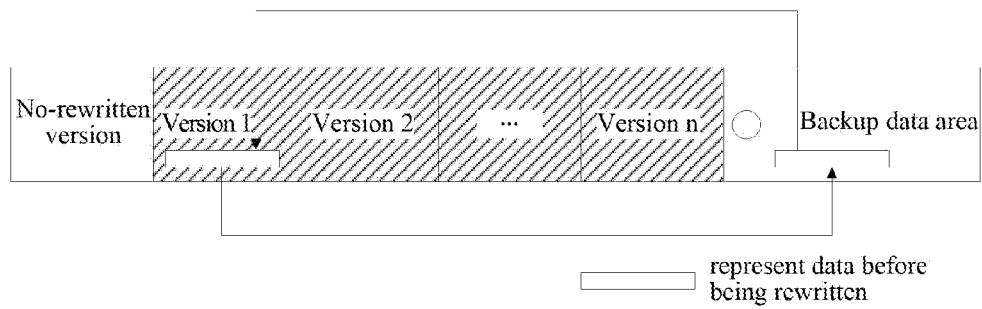 No-rewritten
version
Version 1
Version 2
...
Version n
Backup data area
represent data before
being rewritten